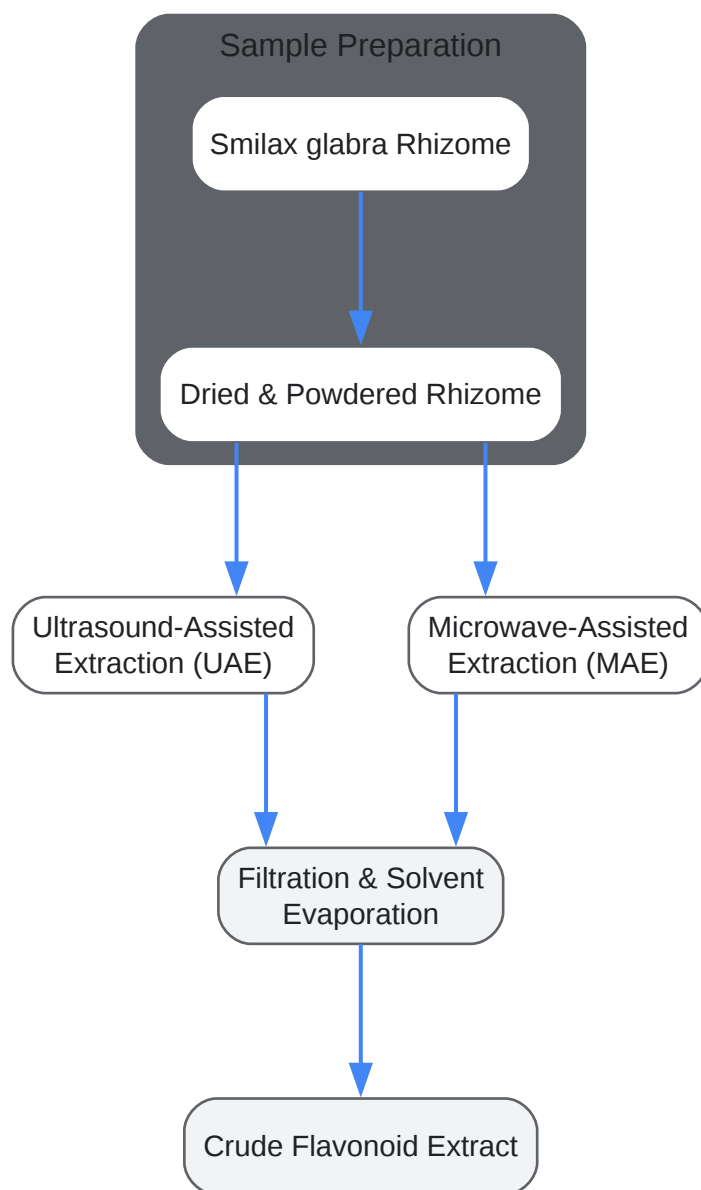 Sample Preparation
Smilax glabra Rhizome
Dried & Powdered Rhizome
Ultrasound-Assisted
Extraction (UAE)
Microwave-Assisted
Extraction (MAE)
Filtration & Solvent
Evaporation
Crude Flavonoid Extract